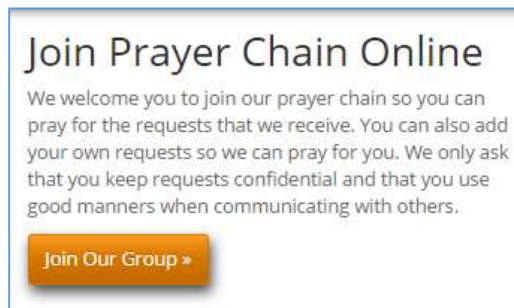 Join Prayer Chain Online
We welcome you to join our prayer chain so you can
pray for the requests that we receive. You can also add
your own requests so we can pray for you. We only ask
that you keep requests confidential and that you use
good manners when communicating with others.
Join Our Group »